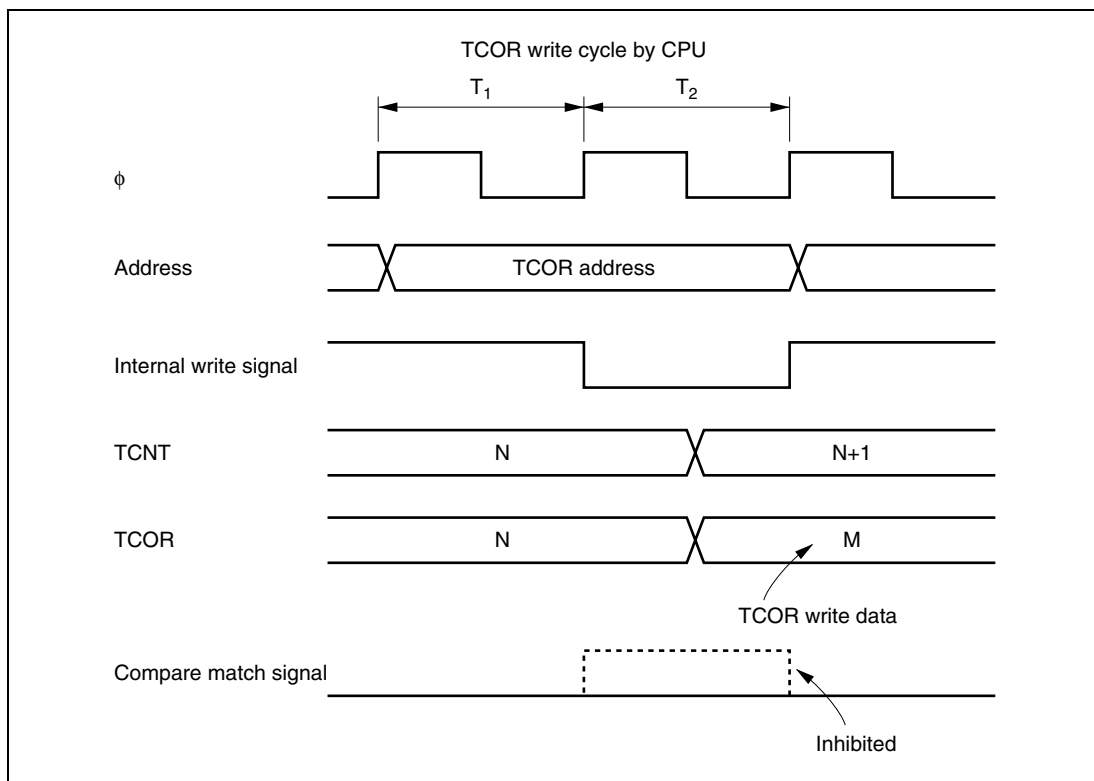 TCOR write cycle by CPU
T₁ T₂
ϕ
Address TCOR address
Internal write signal
TCNT N N+1
TCOR N M
TCOR write data
Compare match signal
Inhibited